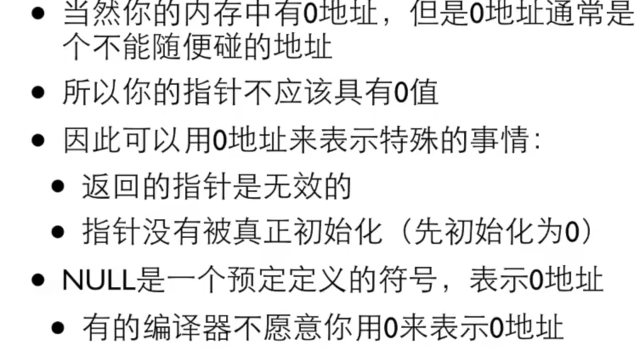 • 当然你的内存中有0地址，但是0地址通常是
个不能随便碰的地址
• 所以你的指针不应该具有0值
• 因此可以用0地址来表示特殊的事情：
• 返回的指针是无效的
• 指针没有被真正初始化（先初始化为0）
• NULL是一个预定定义的符号，表示0地址
• 有的编译器不愿意你用0来表示0地址